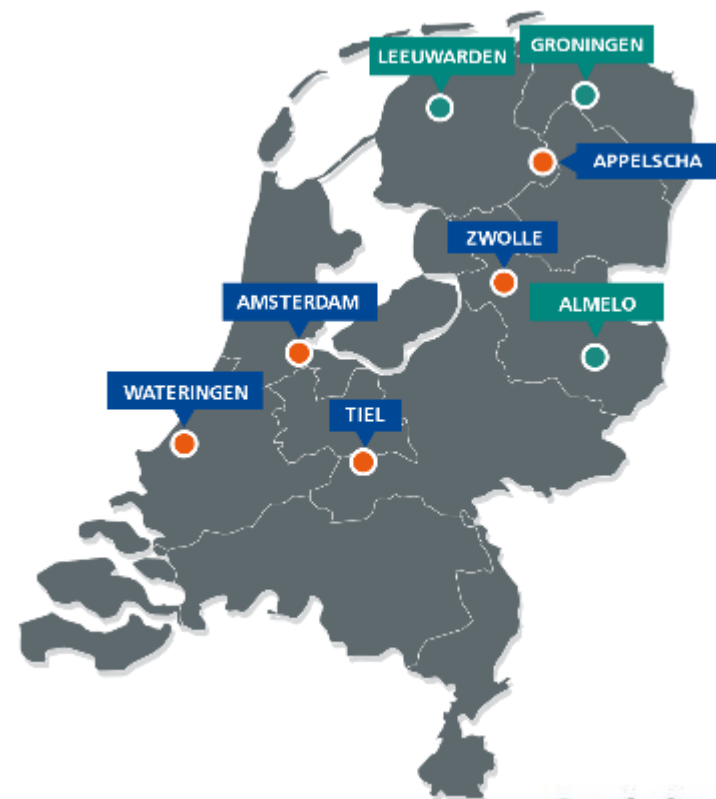 GRONINGEN
LEEUWARDEN
APPELSCHA
ZWOLLE
AMSTERDAM
ALMELO
WATERINGEN
TIEL